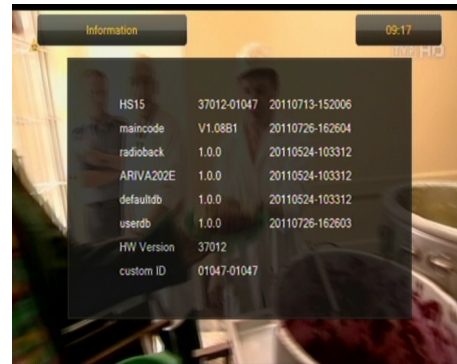 Information 09:17
TVP HD
HS15 37012-01047 20110713-152006
maincode V1.08B1 20110726-162604
radioback 1.0.0 20110524-103312
ARIVA202E 1.0.0 20110524-103312
defaultdb 1.0.0 20110524-103312
userdb 1.0.0 20110726-162603
HW Version 37012
custom ID 01047-01047